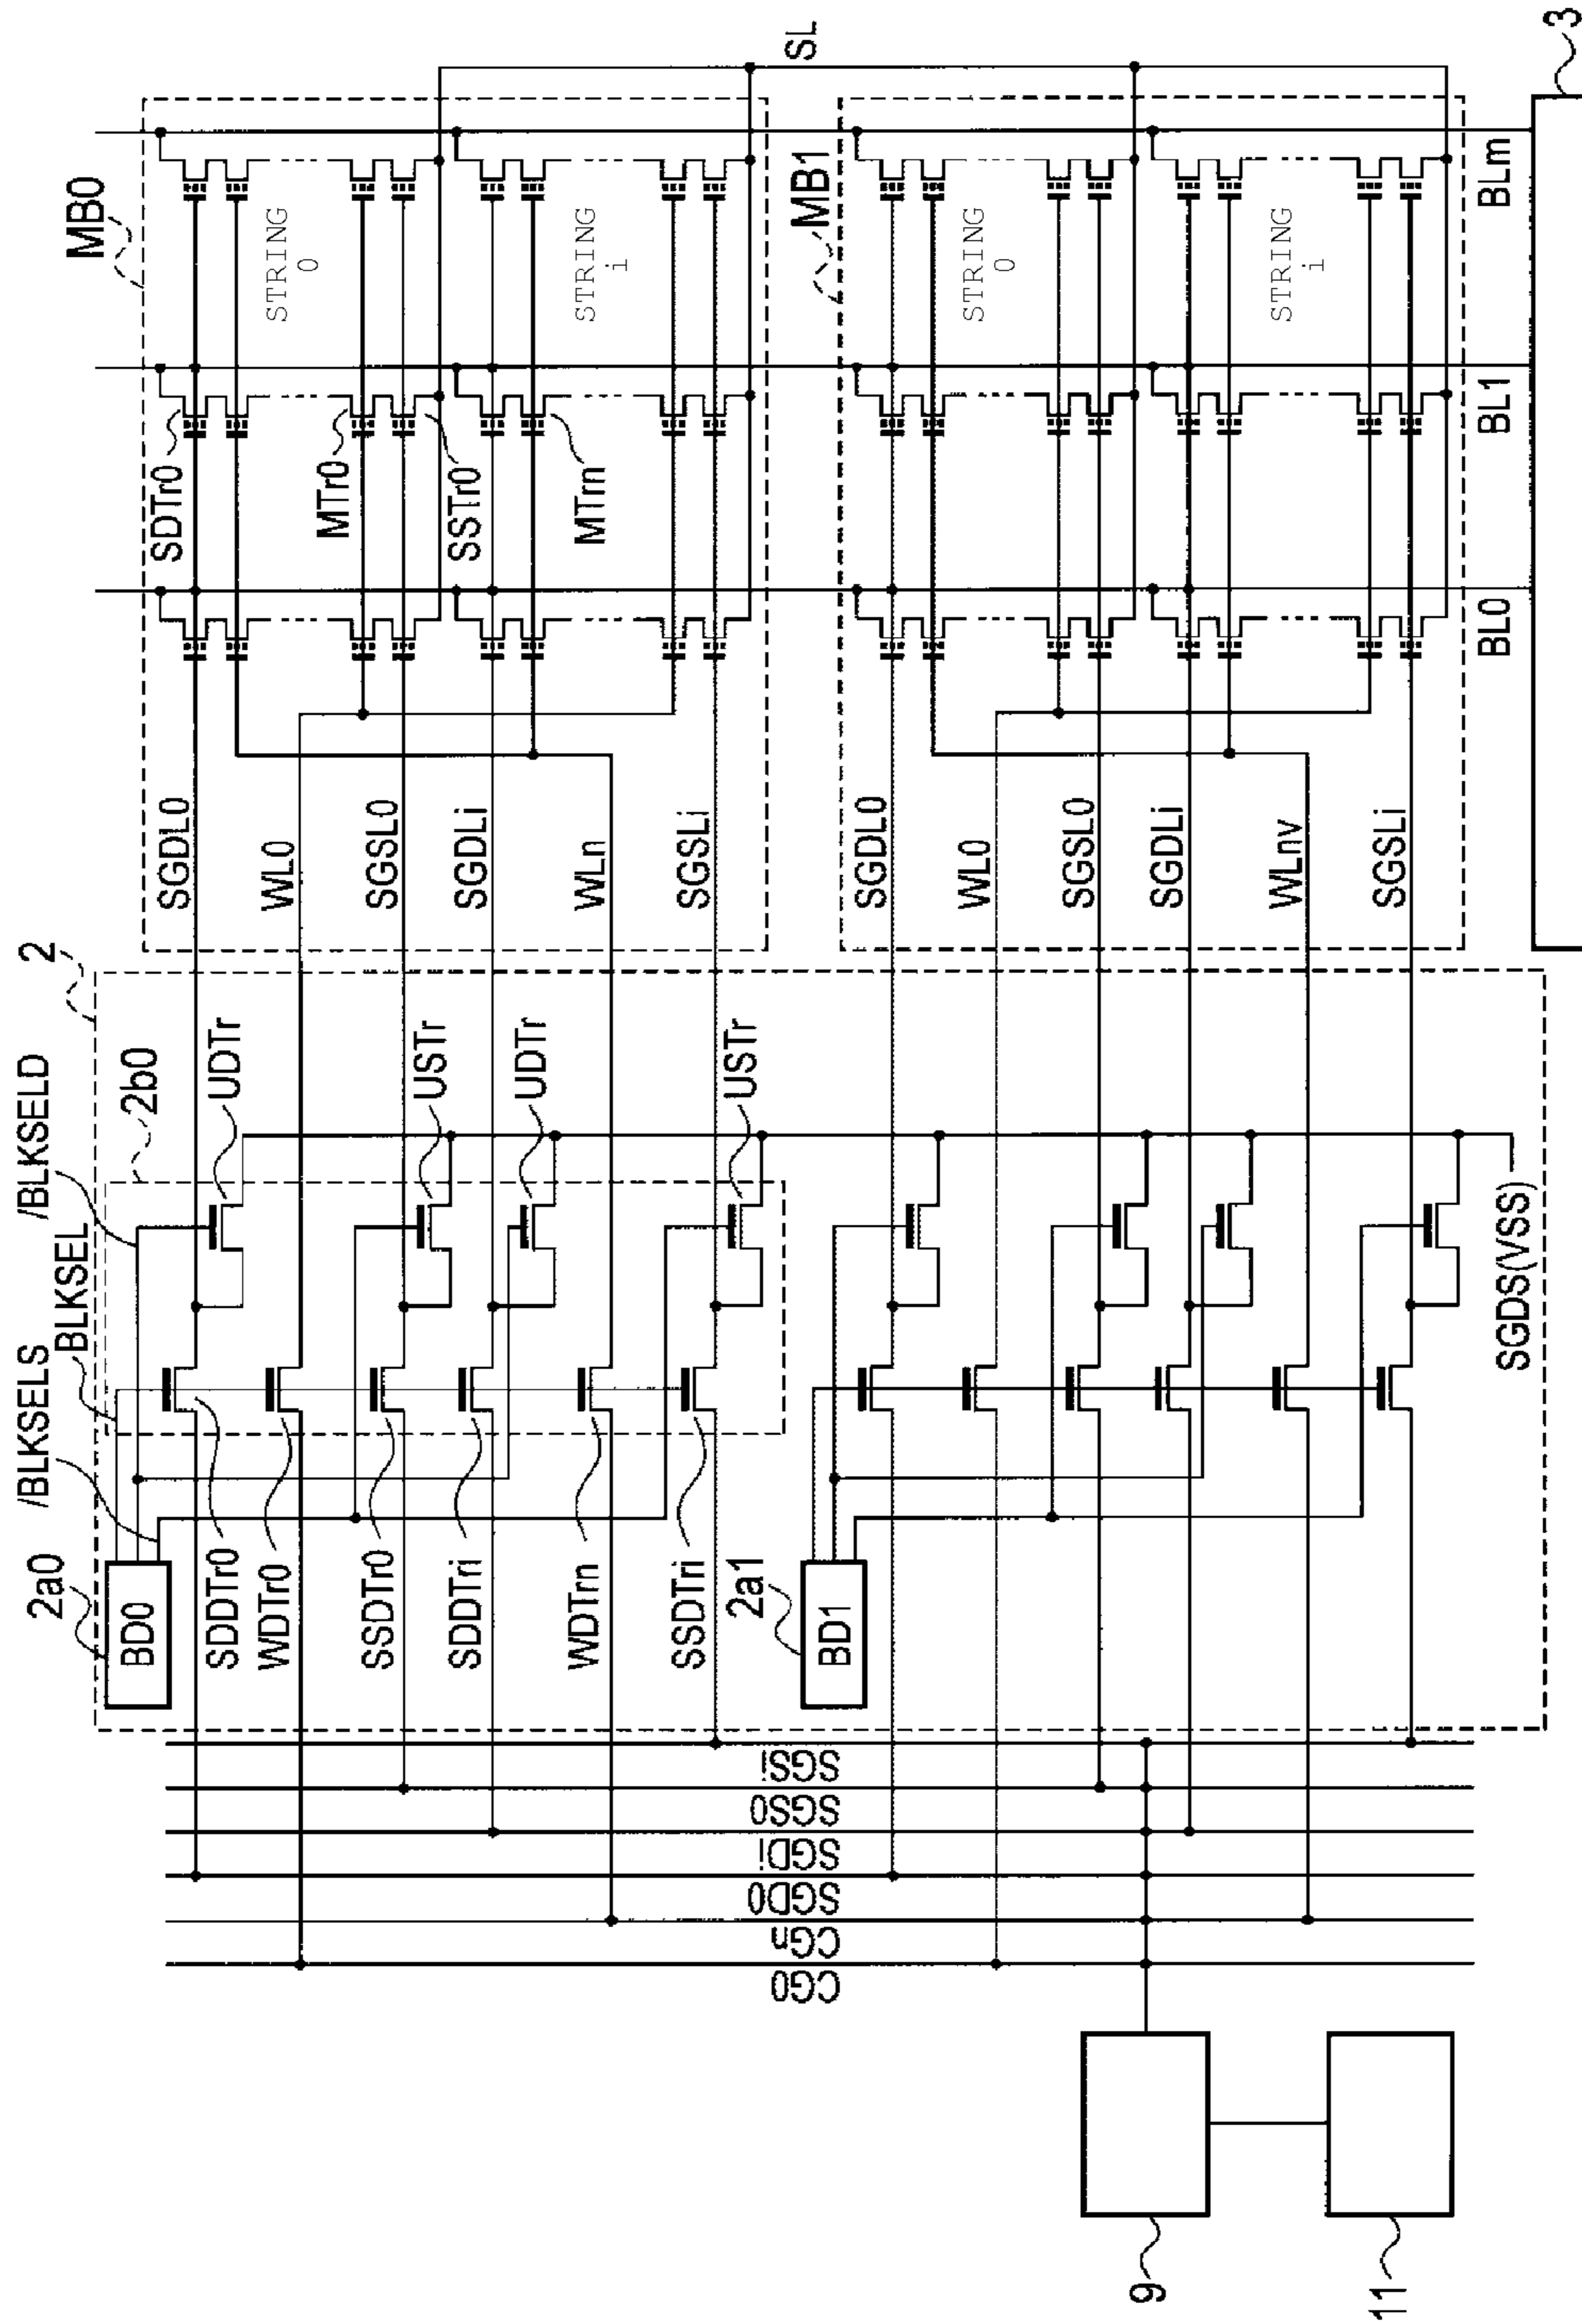 MB0
SDTr0
MTr0
SSTr0
MTrn
STRING
0
STRING
i
SL
MB1
STRING
0
STRING
i
BL0
BL1
BLm
3
SGDL0
WL0
SGSL0
SGDLi
WLn
SGSLi
SGDL0
WL0
SGSL0
SGDLi
WLnv
SGSLi
2
/BLKSELD
BLKSEL
/BLKSELS
2b0
UDTr
USTr
UDTr
USTr
2a0
BD0
SDDTr0
WDTr0
SSDTr0
SDDTri
WDTrn
SSDTri
2a1
BD1
SGDS(VSS)
SGSi
SGS0
SGDi
SGD0
CGn
CG0
9
11